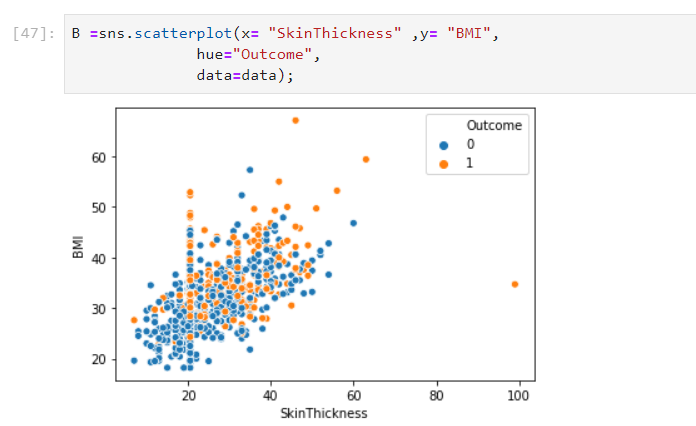 [47]: B =sns.scatterplot(x= "SkinThickness" ,y= "BMI",
hue="Outcome",
data=data);
Outcome
0
1
60
50
40
30
20
BMI
20 40 60 80 100
SkinThickness